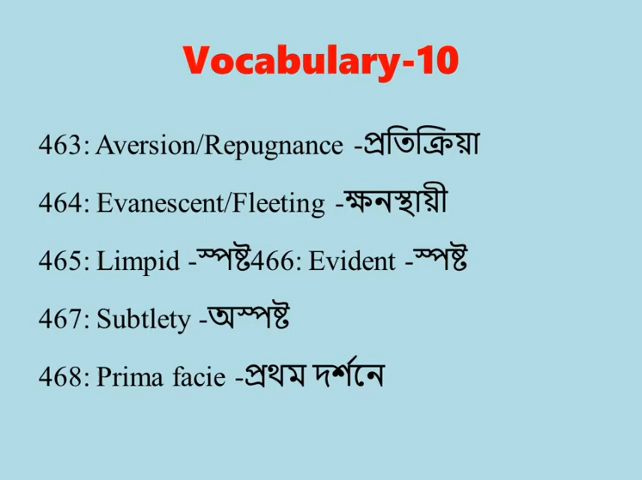 Vocabulary-10
463: Aversion/Repugnance -প্রতিক্রিয়া
464: Evanescent/Fleeting -ক্ষনস্থায়ী
465: Limpid -স্পষ্ট466: Evident -স্পষ্ট
467: Subtlety -অস্পষ্ট
468: Prima facie -প্রথম দর্শনে